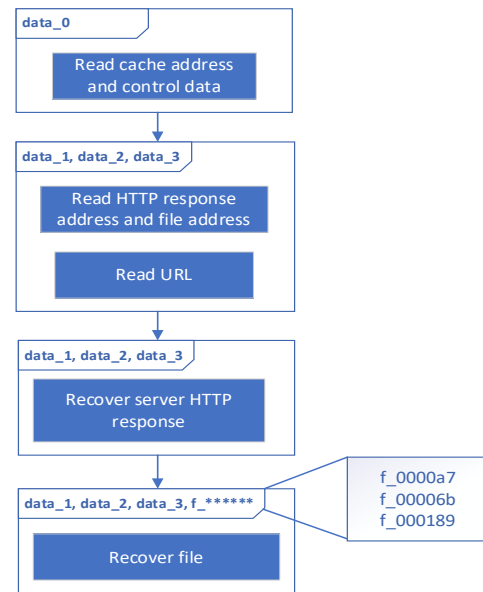 data_0
Read cache address
and control data
data_1, data_2, data_3
Read HTTP response
address and file address
Read URL
data_1, data_2, data_3
Recover server HTTP
response
data_1, data_2, data_3, f_******
Recover file
f_0000a7
f_00006b
f_000189